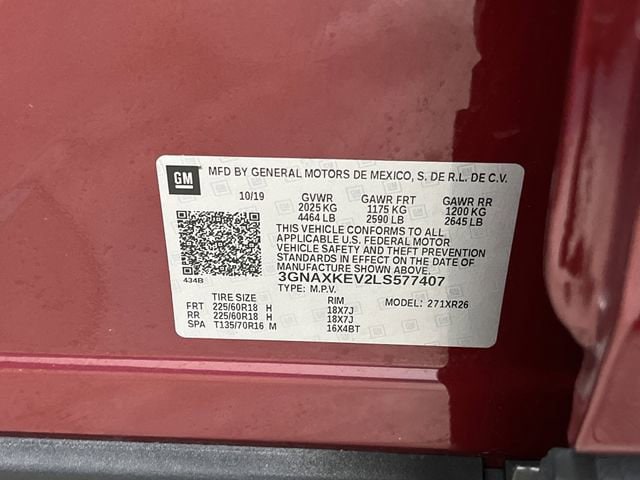 GM
MFD BY GENERAL MOTORS DE MEXICO, S. DE R.L. DE C.V.
10/19 GVWR GAWR FRT GAWR RR
2025 KG 1175 KG 1200 KG
4464 LB 2590 LB 2645 LB
THIS VEHICLE CONFORMS TO ALL
APPLICABLE U.S. FEDERAL MOTOR
VEHICLE SAFETY AND THEFT PREVENTION
STANDARDS IN EFFECT ON THE DATE OF
MANUFACTURE SHOWN ABOVE.
434B
3GNAXKEV2LS577407
TYPE: M.P.V.
TIRE SIZE RIM MODEL: 271XR26
FRT 225/60R18 H 18X7J
RR 225/60R18 H 18X7J
SPA T135/70R16 M 16X4BT